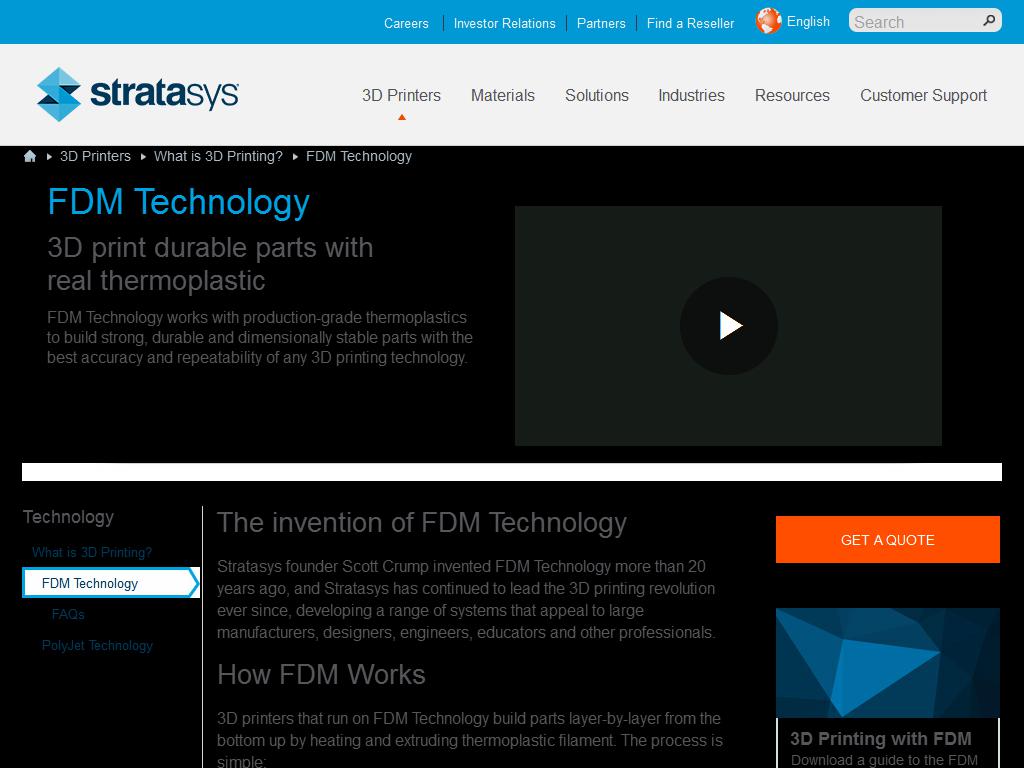 Careers
Investor Relations
Partners
Find a Reseller
English
Search
stratasys
3D Printers
Materials
Solutions
Industries
Resources
Customer Support
3D Printers
What is 3D Printing?
FDM Technology
FDM Technology
3D print durable parts with
real thermoplastic
FDM Technology works with production-grade thermoplastics
to build strong, durable and dimensionally stable parts with the
best accuracy and repeatability of any 3D printing technology.
Technology
What is 3D Printing?
FDM Technology
FAQs
PolyJet Technology
The invention of FDM Technology
Stratasys founder Scott Crump invented FDM Technology more than 20
years ago, and Stratasys has continued to lead the 3D printing revolution
ever since, developing a range of systems that appeal to large
manufacturers, designers, engineers, educators and other professionals.
How FDM Works
3D printers that run on FDM Technology build parts layer-by-layer from the
bottom up by heating and extruding thermoplastic filament. The process is
simple:
GET A QUOTE
3D Printing with FDM
Download a guide to the FDM